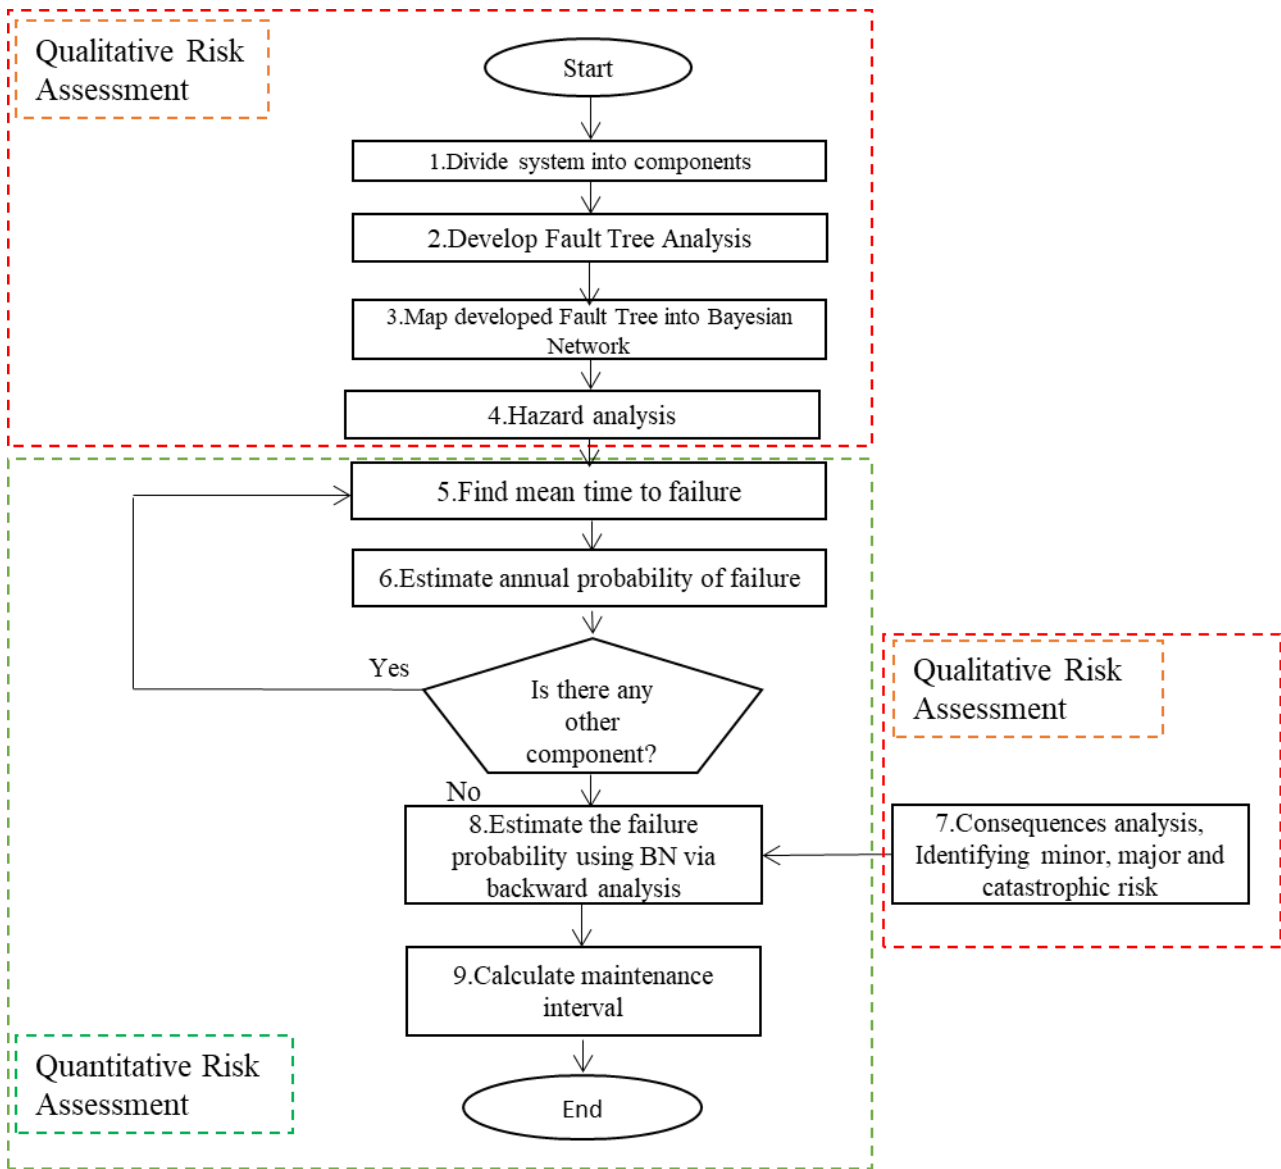 Qualitative Risk
Assessment
Start
1.Divide system into components
2.Develop Fault Tree Analysis
3.Map developed Fault Tree into Bayesian
Network
4.Hazard analysis
5.Find mean time to failure
6.Estimate annual probability of failure
Yes
Is there any
other
component?
No
Qualitative Risk
Assessment
7.Consequences analysis,
Identifying minor, major and
catastrophic risk
8.Estimate the failure
probability using BN via
backward analysis
9.Calculate maintenance
interval
Quantitative Risk
Assessment
End